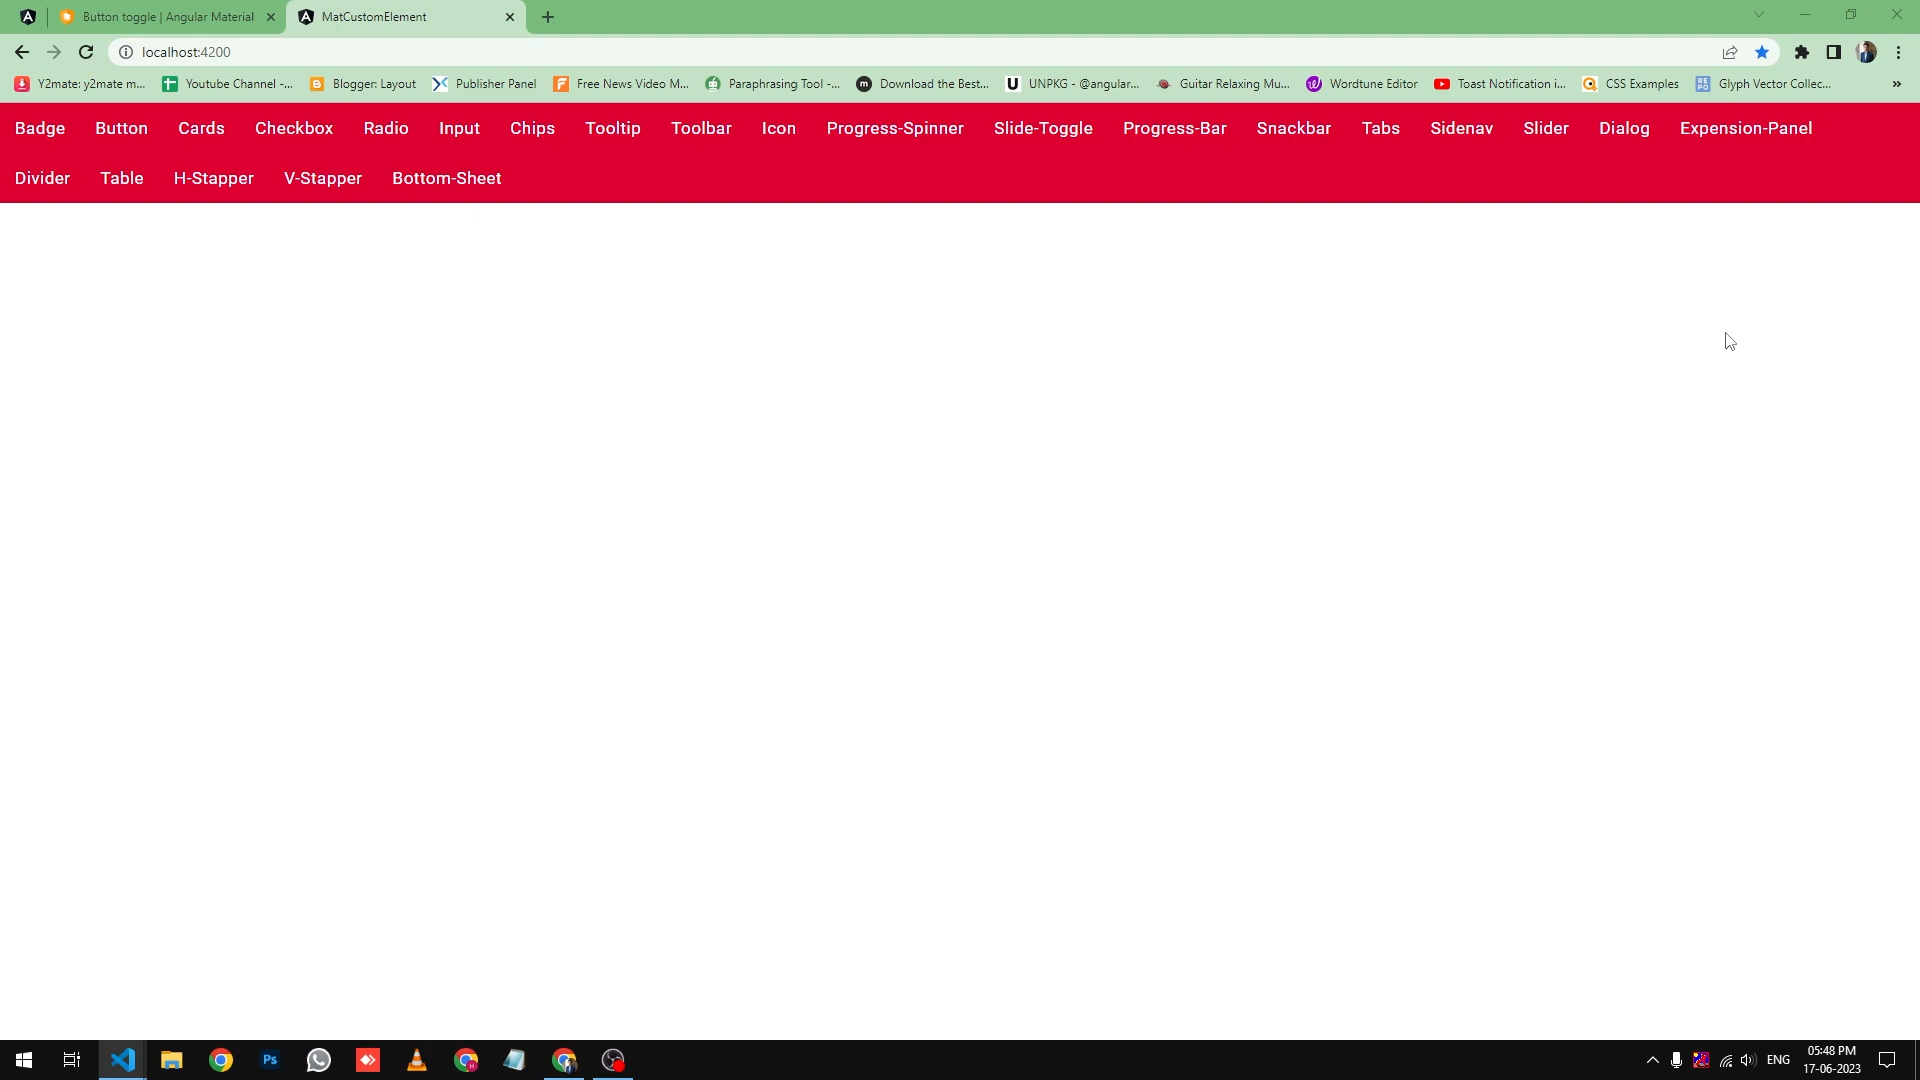 Button toggle | Angular Material
MatCustomElement
localhost:4200
Y2mate: y2mate m... Youtube Channel -... Blogger: Layout Publisher Panel Free News Video M... Paraphrasing Tool -... Download the Best... UNPKG - @angular... Guitar Relaxing Mu... Wordtune Editor Toast Notification i... CSS Examples Glyph Vector Collec... »
Badge Button Cards Checkbox Radio Input Chips Tooltip Toolbar Icon Progress-Spinner Slide-Toggle Progress-Bar Snackbar Tabs Sidenav Slider Dialog Expension-Panel
Divider Table H-Stapper V-Stapper Bottom-Sheet
Ps
ENG
05:48 PM
17-06-2023